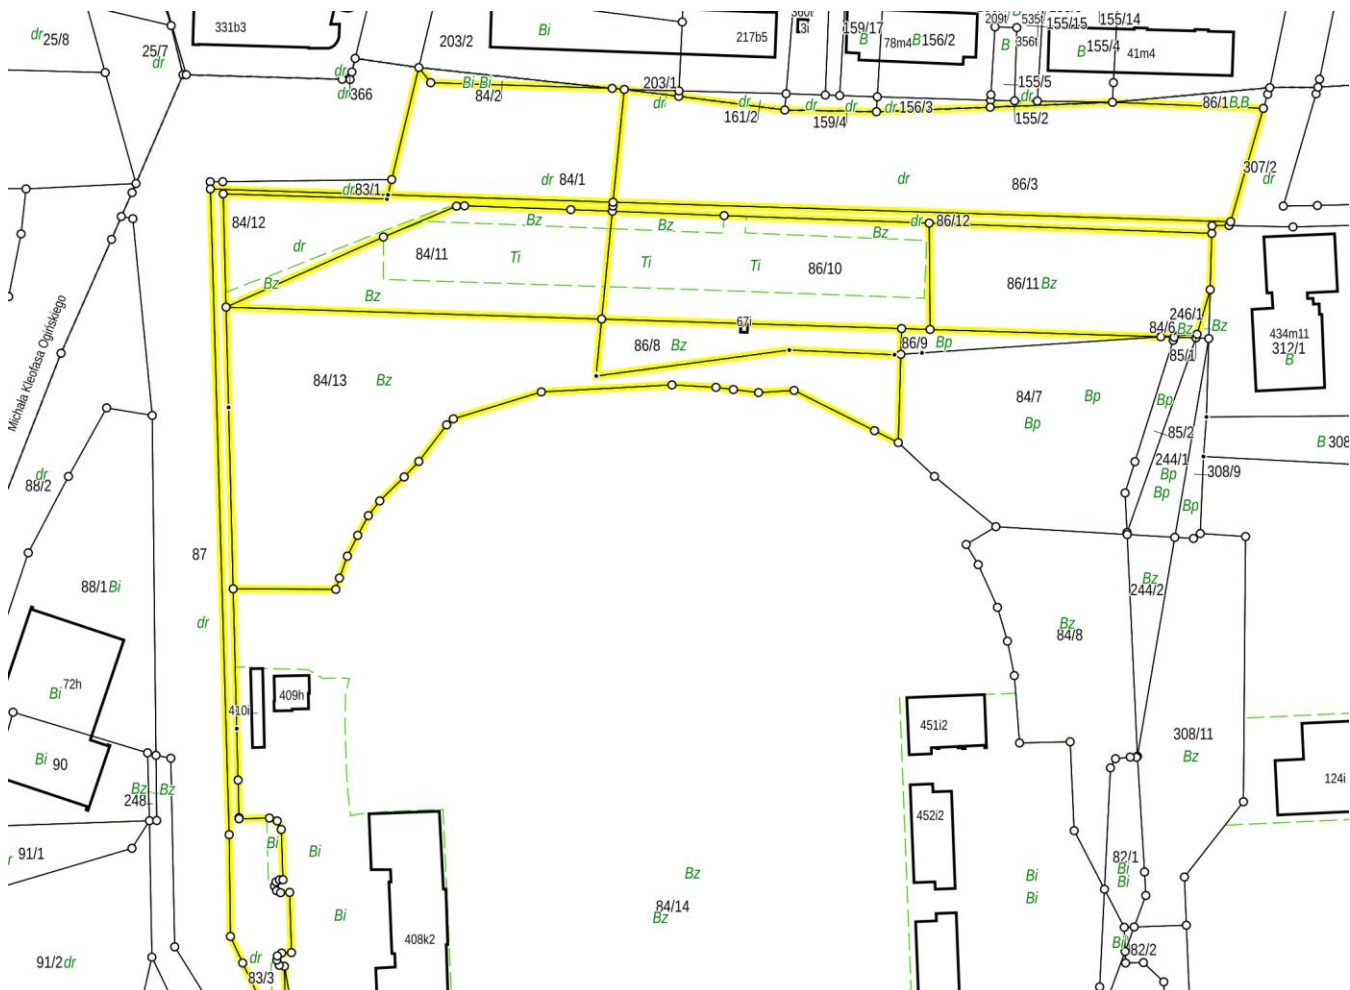 331b3
dr 25/8
25/7
dr
203/2
Bi
217b5
3i
159/17
B
78m4 B 156/2
209t
535t
155/15
155/14
B
356t
B 155/4
41m4
dr
dr 366
Bi Bi
84/2
203/1
dr
dr
dr
dr
dr 156/3
155/5
dr
155/2
86/1 B B
161/2
159/4
307/2
dr
dr 83/1
dr 84/1
dr
86/3
84/12
dr
Bz
Bz
Bz
dr 86/12
84/11
Ti
Ti
Ti
86/10
86/11 Bz
Bz
Bz
67i
246/1
84/6 Bz
Bz
86/8
Bz
86/9
Bp
85/1
434m11
312/1
B
Michała Kleofasa Ogińskiego
84/13
Bz
84/7
Bp
Bp
Bp
85/2
B 308
244/1
Bp
308/9
Bp
Bp
dr
88/2
87
88/1 Bi
Bz
244/2
dr
Bz
84/8
Bi
72h
409h
410i
451i2
308/11
Bz
Bi 90
124i
Bz
Bz
248
452i2
91/1
Bi
Bi
82/1
Bi
Bi
Bz
Bi
Bi
Bi
84/14
Bz
408k2
Bi
82/2
91/2 dr
dr
83/3